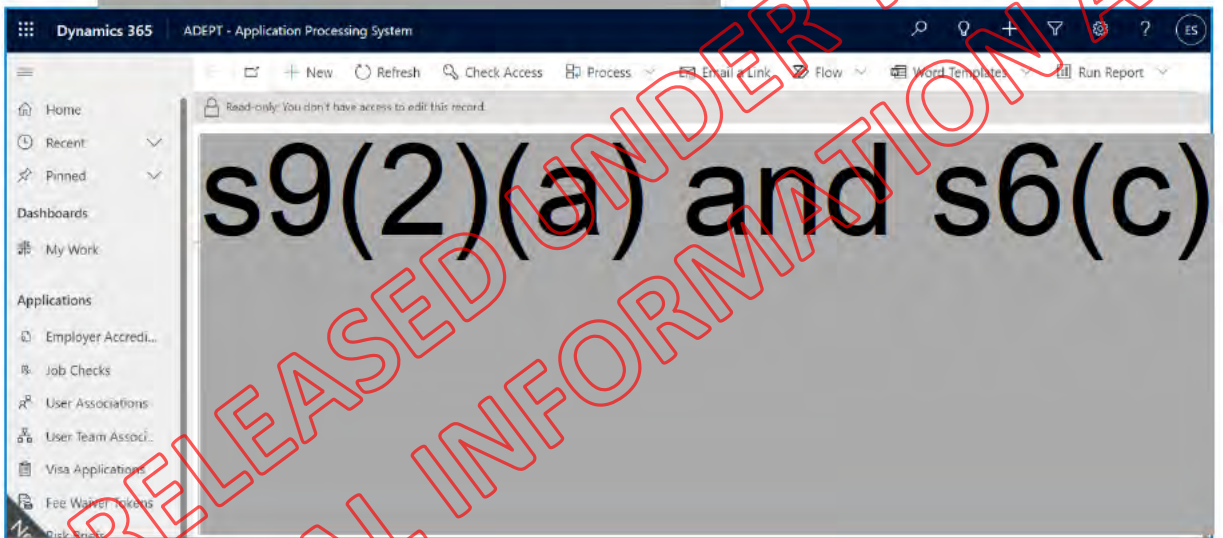 Dynamics 365 ADEPT - Application Processing System ? ES
+ New Refresh Check Access Process Email a Link Flow Word Templates Run Report
Home Read-only: You don't have access to edit this record.
Recent
Pinned
s9(2)(a) and s6(c)
Dashboards
My Work
Applications
Employer Accredi...
Job Checks
User Associations
User Team Associ...
Visa Applications
Fee Waiver Tokens
Risk Briefs
RELEASED UNDER
INFORMATION